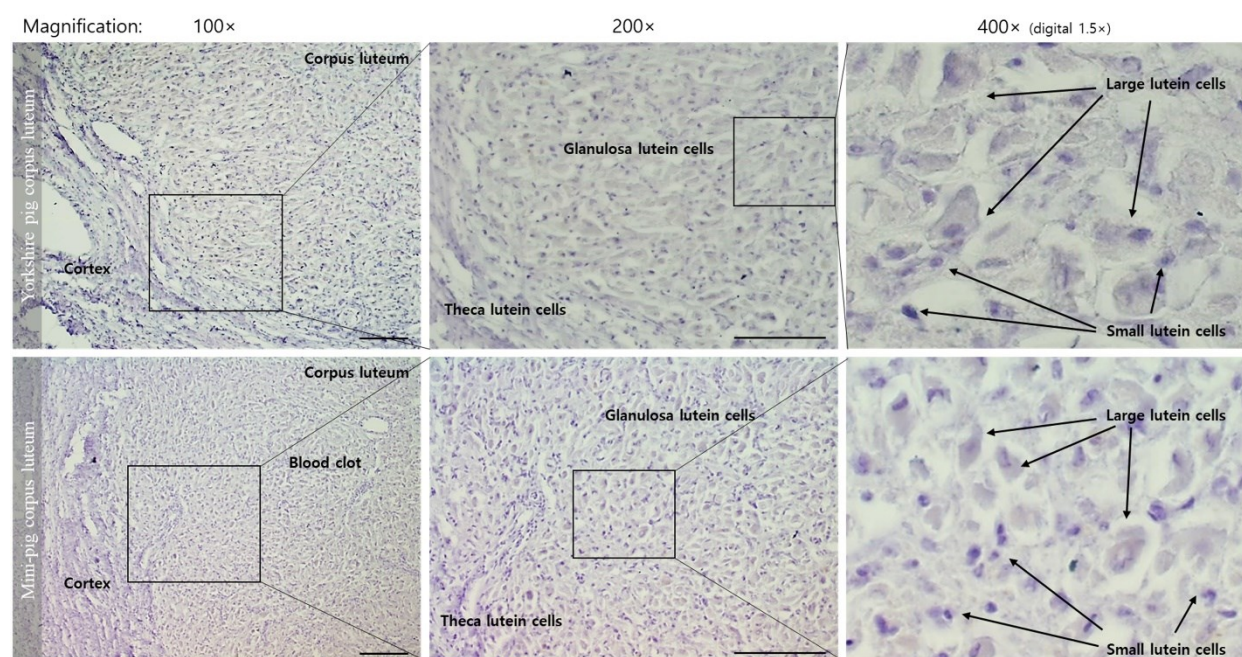 Magnification: 100× 200× 400× (digital 1.5×)
Yorkshire pig corpus luteum
Corpus luteum
Cortex
Glanulosa lutein cells
Theca lutein cells
Large lutein cells
Small lutein cells
Mini-pig corpus luteum
Corpus luteum
Blood clot
Cortex
Glanulosa lutein cells
Theca lutein cells
Large lutein cells
Small lutein cells